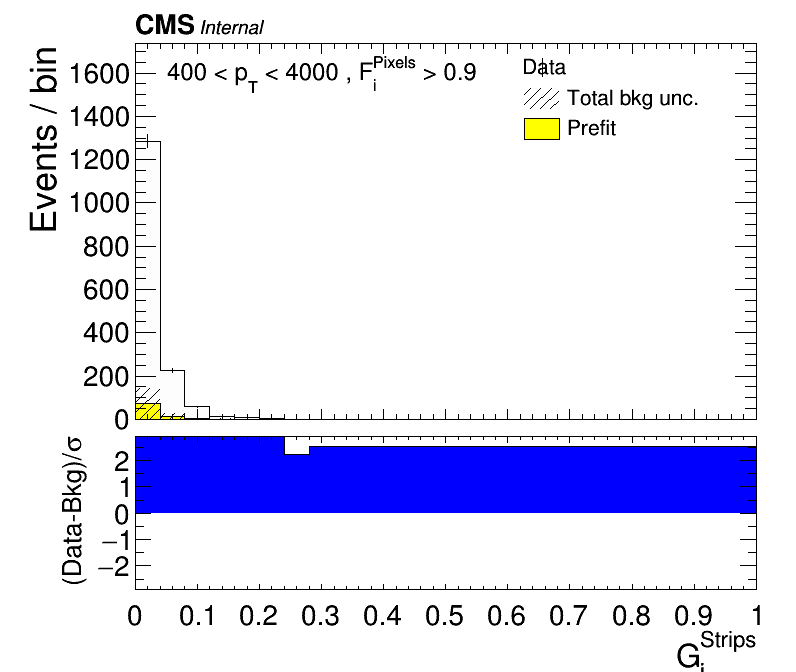 CMS Internal
400 < p_T < 4000 , F_i^Pixels > 0.9
Data
Total bkg unc.
Prefit
Events / bin
1600
1400
1200
1000
800
600
400
200
0
(Data-Bkg)/σ
2
1
0
−1
−2
0 0.1 0.2 0.3 0.4 0.5 0.6 0.7 0.8 0.9 1
G_i^Strips